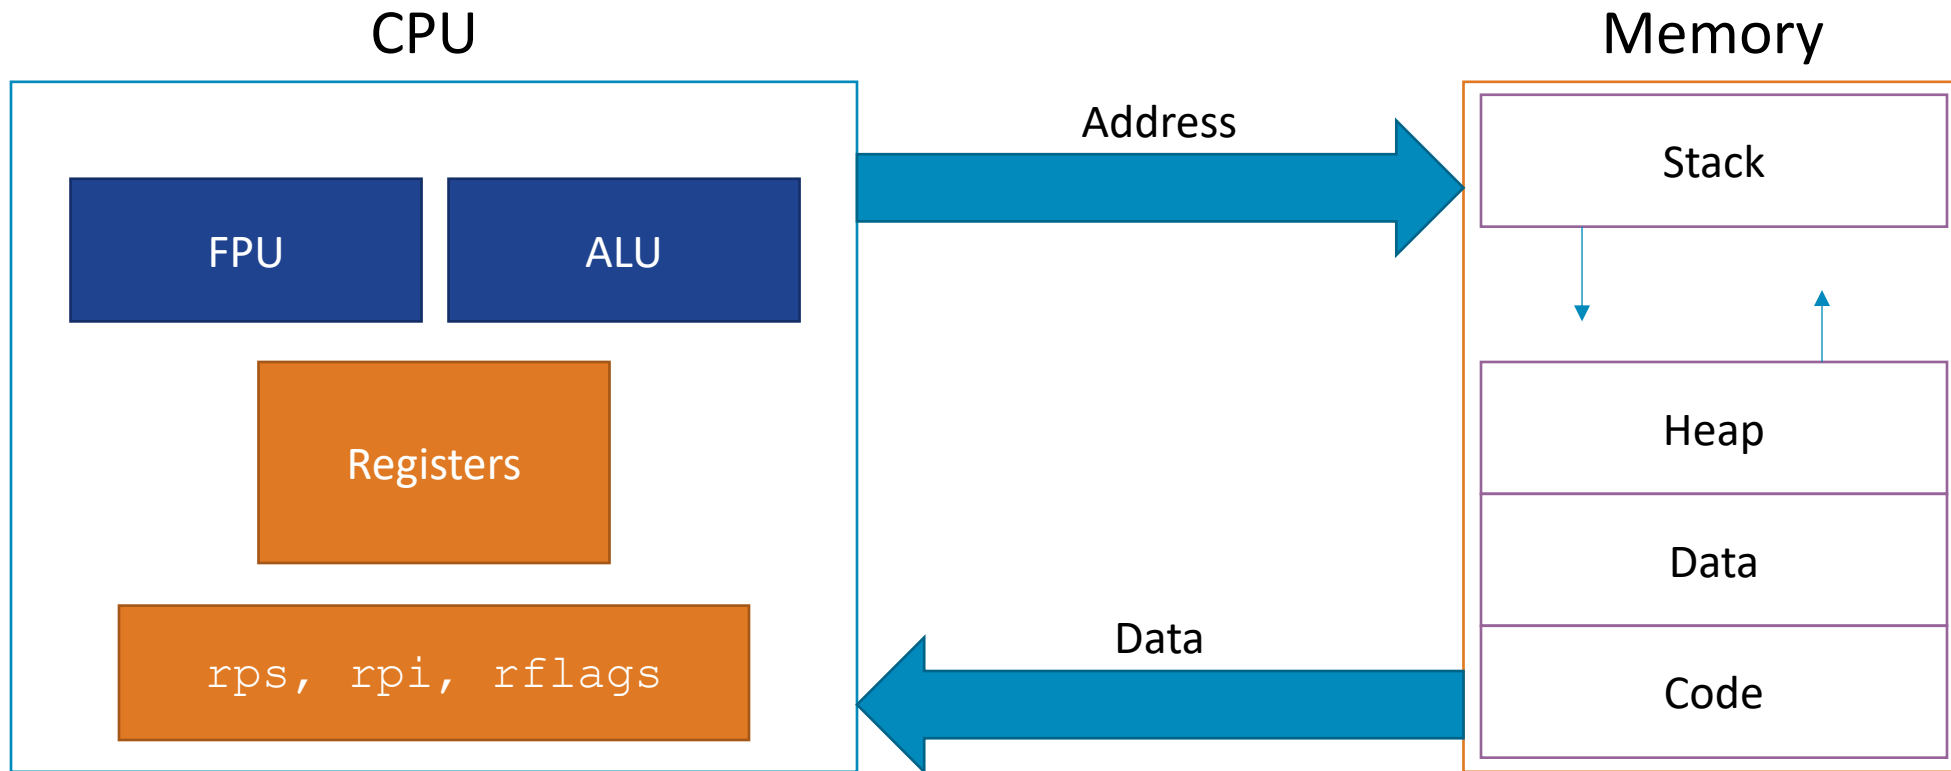 CPU
Memory
Address
Stack
FPU
ALU
Registers
Heap
Data
Data
rps, rpi, rflags
Code